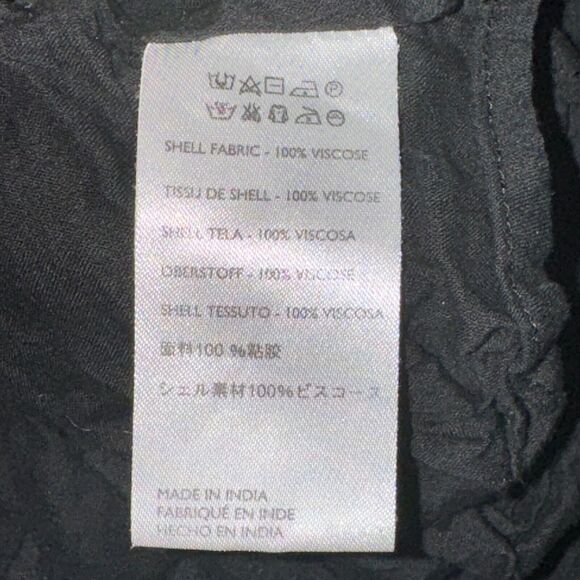 SHELL FABRIC - 100% VISCOSE
TISSU DE SHELL - 100% VISCOSE
SHELL TELA - 100% VISCOSA
OBERSTOFF - 100% VISCOSE
SHELL TESSUTO - 100% VISCOSA
面料100 %粘胶
シェル素材100%ビスコース
MADE IN INDIA
FABRIQUÉ EN INDE
HECHO EN INDIA